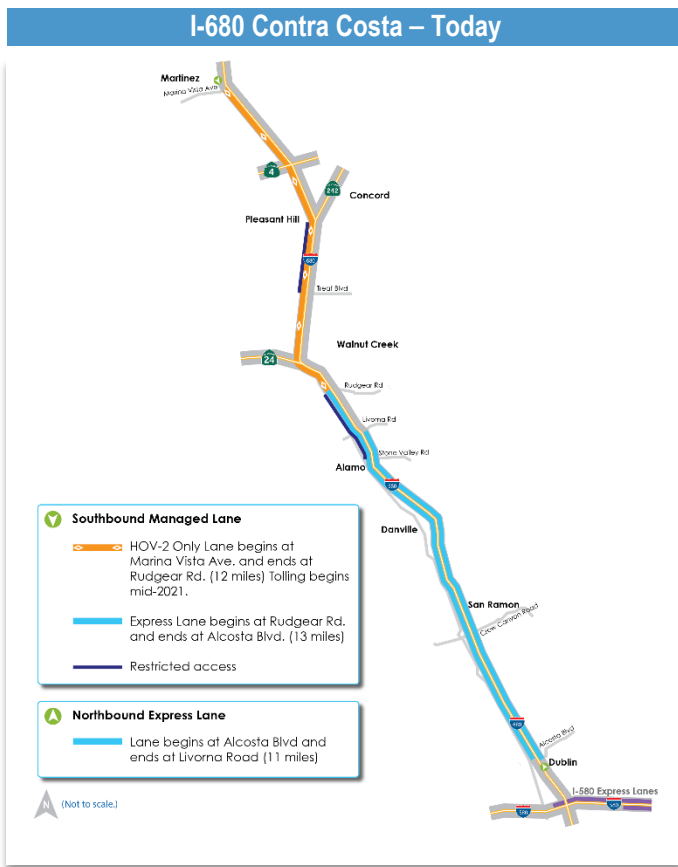 I-680 Contra Costa – Today
Martinez
Marina Vista Ave
4
242
Concord
Pleasant Hill
680
Treat Blvd
Walnut Creek
24
Rudgear Rd
Livorna Rd
Stone Valley Rd
Alamo
680
Danville
San Ramon
Crow Canyon Road
680
Alcosta Blvd
Dublin
I-580 Express Lanes
580
580
Southbound Managed Lane
HOV-2 Only Lane begins at
Marina Vista Ave. and ends at
Rudgear Rd. (12 miles) Tolling begins
mid-2021.
Express Lane begins at Rudgear Rd.
and ends at Alcosta Blvd. (13 miles)
Restricted access
Northbound Express Lane
Lane begins at Alcosta Blvd and
ends at Livorna Road (11 miles)
N
(Not to scale.)